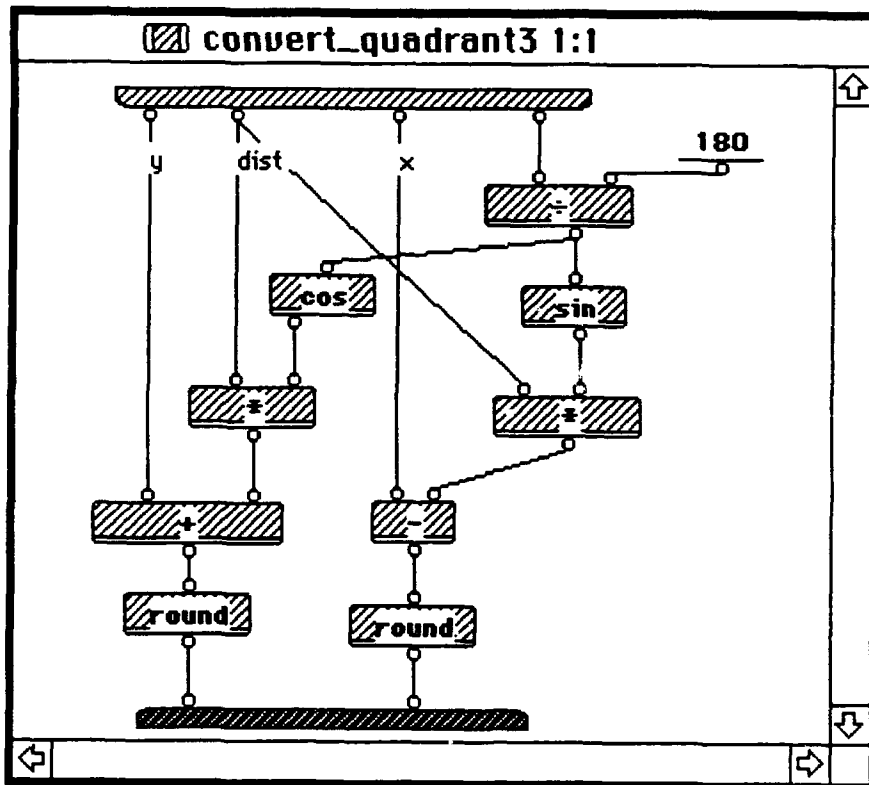 convert_quadrant3 1:1
180
y dist x
÷
cos sin
*
*
+ -
round round